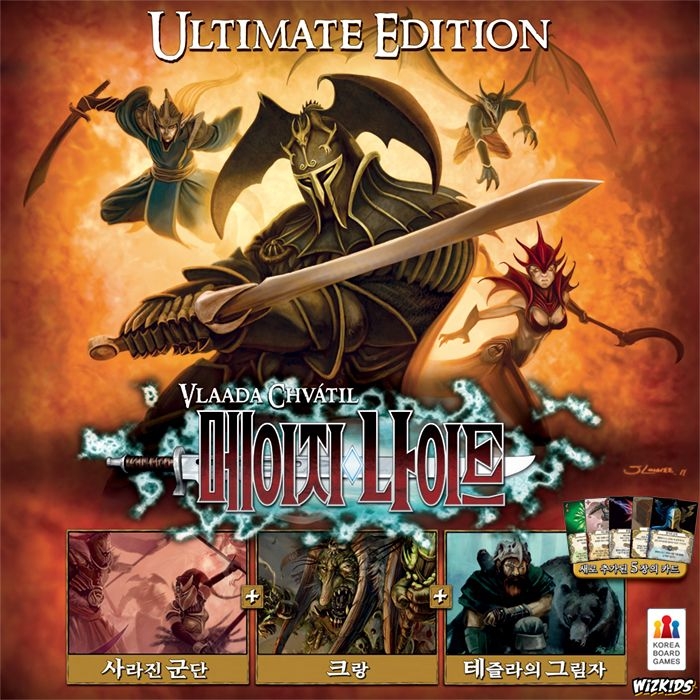 ULTIMATE EDITION
VLAADA CHVÁTIL
메이지 나이트
새로 추가된 5장의 카드
사라진 군단
+
크랑
+
테즐라의 그림자
KOREA
BOARD
GAMES
WIZKIDS